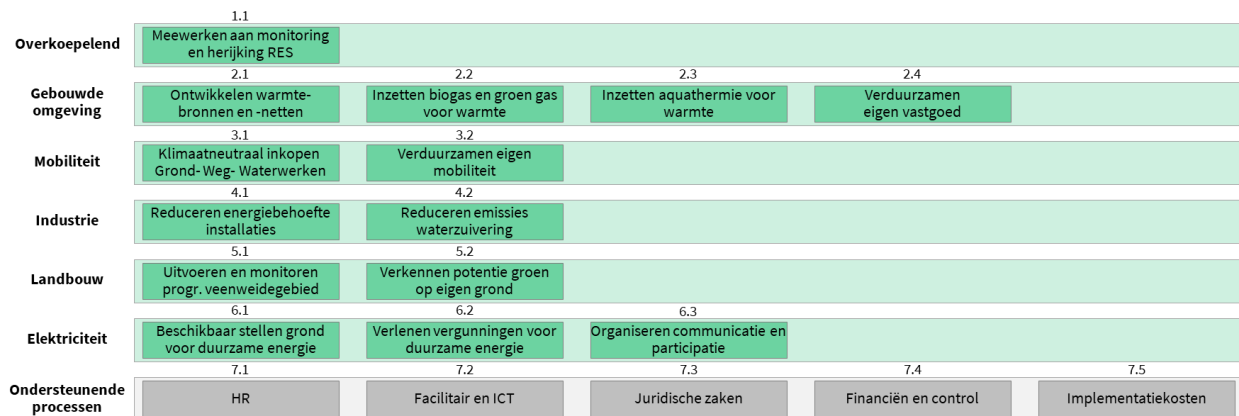 1.1
Overkoepelend
Meewerken aan monitoring
en herijking RES
2.1 2.2 2.3 2.4
Gebouwde
omgeving
Ontwikkelen warmte-
bronnen en -netten
Inzetten biogas en groen gas
voor warmte
Inzetten aquathermie voor
warmte
Verduurzamen
eigen vastgoed
3.1 3.2
Mobiliteit
Klimaatneutraal inkopen
Grond- Weg- Waterwerken
Verduurzamen eigen
mobiliteit
4.1 4.2
Industrie
Reduceren energiebehoefte
installaties
Reduceren emissies
waterzuivering
5.1 5.2
Landbouw
Uitvoeren en monitoren
progr. veenweidegebied
Verkennen potentie groen
op eigen grond
6.1 6.2 6.3
Elektriciteit
Beschikbaar stellen grond
voor duurzame energie
Verlenen vergunningen voor
duurzame energie
Organiseren communicatie en
participatie
7.1 7.2 7.3 7.4 7.5
Ondersteunende
processen
HR
Facilitair en ICT
Juridische zaken
Financiën en control
Implementatiekosten